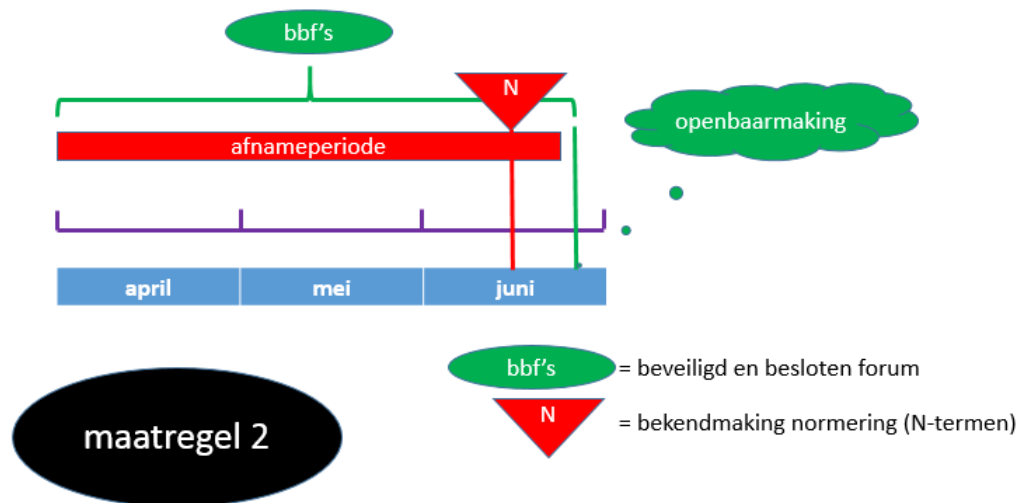 bbf's
N
openbaarmaking
afnameperiode
april mei juni
bbf's = beveiligd en besloten forum
N = bekendmaking normering (N-termen)
maatregel 2